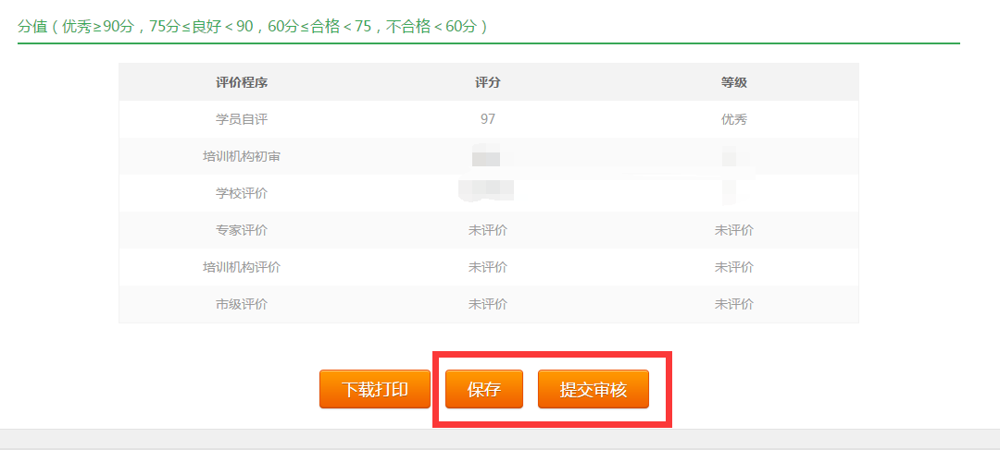 分值（优秀≥90分，75分≤良好＜90，60分≤合格＜75，不合格＜60分）
评价程序 评分 等级
学员自评 97 优秀
培训机构初审
学校评价
专家评价 未评价 未评价
培训机构评价 未评价 未评价
市级评价 未评价 未评价
下载打印 保存 提交审核